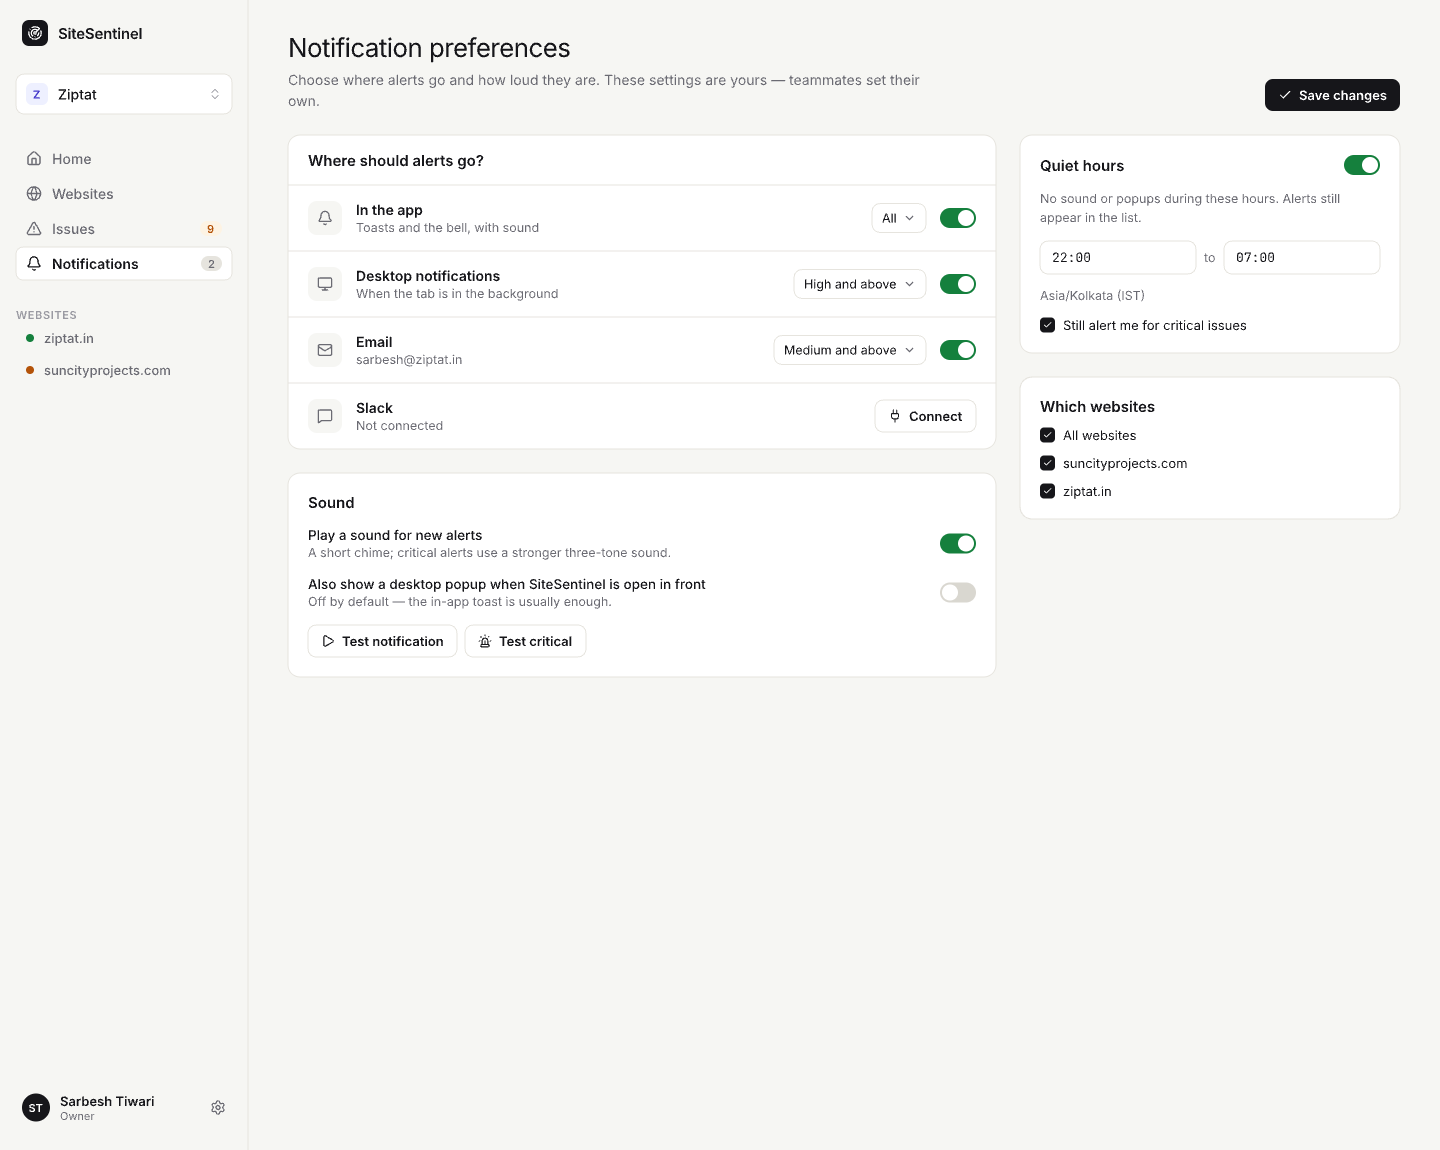 SiteSentinel
Z
Ziptat
Home
Websites
Issues
9
Notifications
2
WEBSITES
ziptat.in
suncityprojects.com
ST
Sarbesh Tiwari
Owner
Notification preferences
Choose where alerts go and how loud they are. These settings are yours — teammates set their
own.
Save changes
Where should alerts go?
In the app
Toasts and the bell, with sound
All
Desktop notifications
When the tab is in the background
High and above
Email
sarbesh@ziptat.in
Medium and above
Slack
Not connected
Connect
Sound
Play a sound for new alerts
A short chime; critical alerts use a stronger three-tone sound.
Also show a desktop popup when SiteSentinel is open in front
Off by default — the in-app toast is usually enough.
Test notification
Test critical
Quiet hours
No sound or popups during these hours. Alerts still
appear in the list.
22:00
to
07:00
Asia/Kolkata (IST)
Still alert me for critical issues
Which websites
All websites
suncityprojects.com
ziptat.in